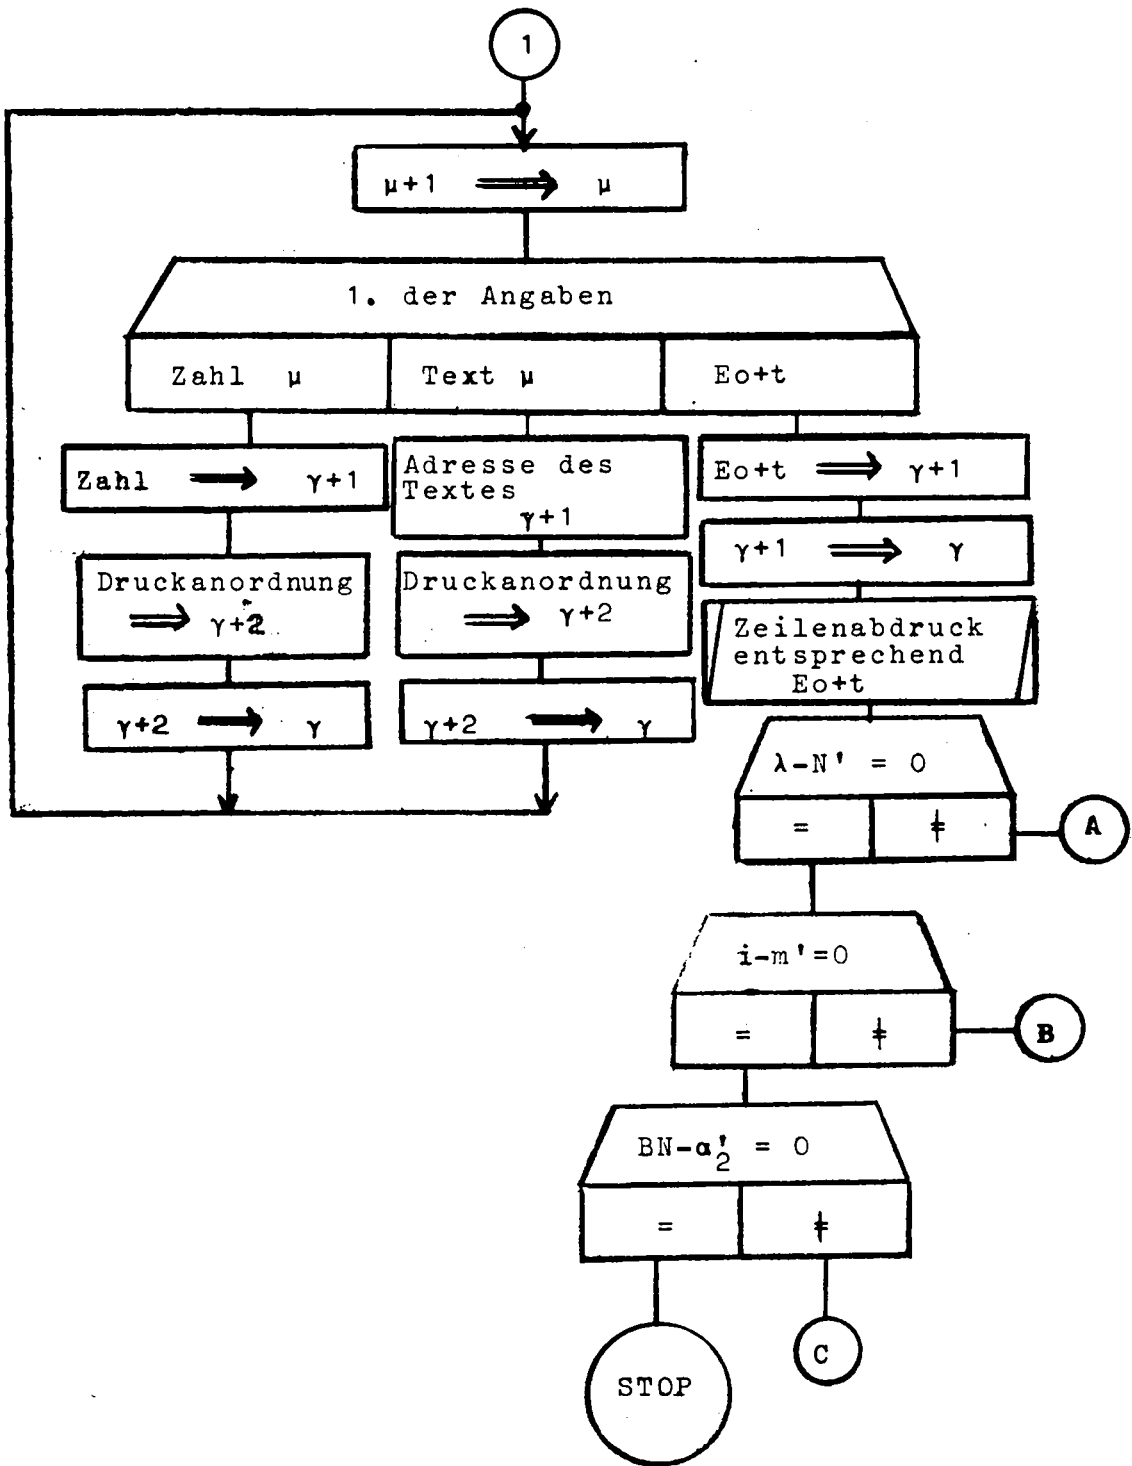 1
μ+1 ⟹ μ
1. der Angaben
Zahl μ
Text μ
Eo+t
Zahl ⟹ γ+1
Druckanordnung
⟹ γ+2
γ+2 ⟹ γ
Adresse des
Textes
γ+1
Druckanordnung
⟹ γ+2
γ+2 ⟹ γ
Eo+t ⟹ γ+1
γ+1 ⟹ γ
Zeilenabdruck
entsprechend
Eo+t
λ-N' = 0
= ǂ
A
i-m'=0
= ǂ
B
BN-α'₂ = 0
= ǂ
STOP
C